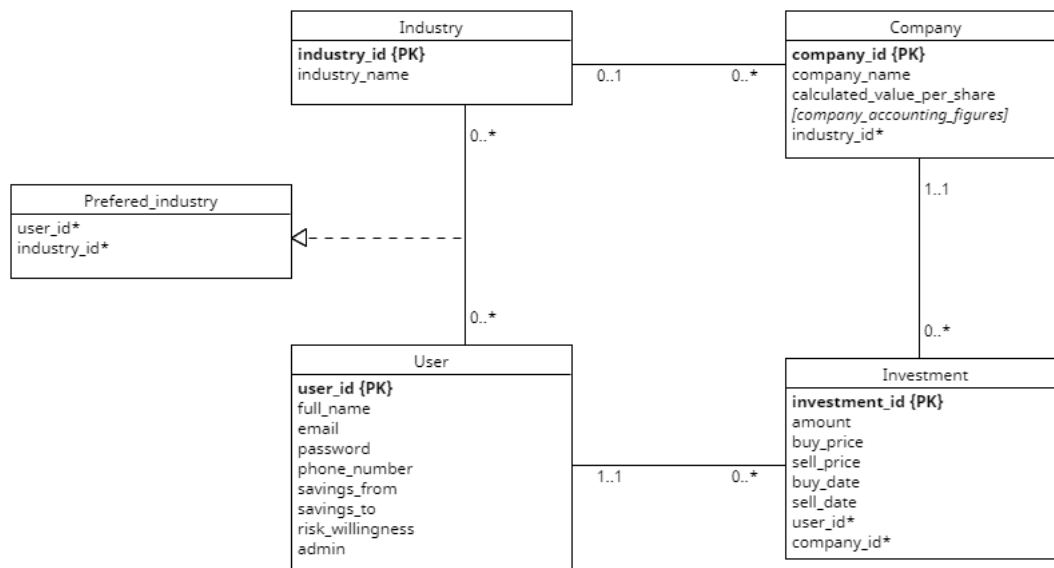 Industry
industry_id {PK}
industry_name
Company
company_id {PK}
company_name
calculated_value_per_share
[company_accounting_figures]
industry_id*
0..1
0..*
0..*
1..1
Prefered_industry
user_id*
industry_id*
0..*
0..*
User
user_id {PK}
full_name
email
password
phone_number
savings_from
savings_to
risk_willingness
admin
Investment
investment_id {PK}
amount
buy_price
sell_price
buy_date
sell_date
user_id*
company_id*
1..1
0..*